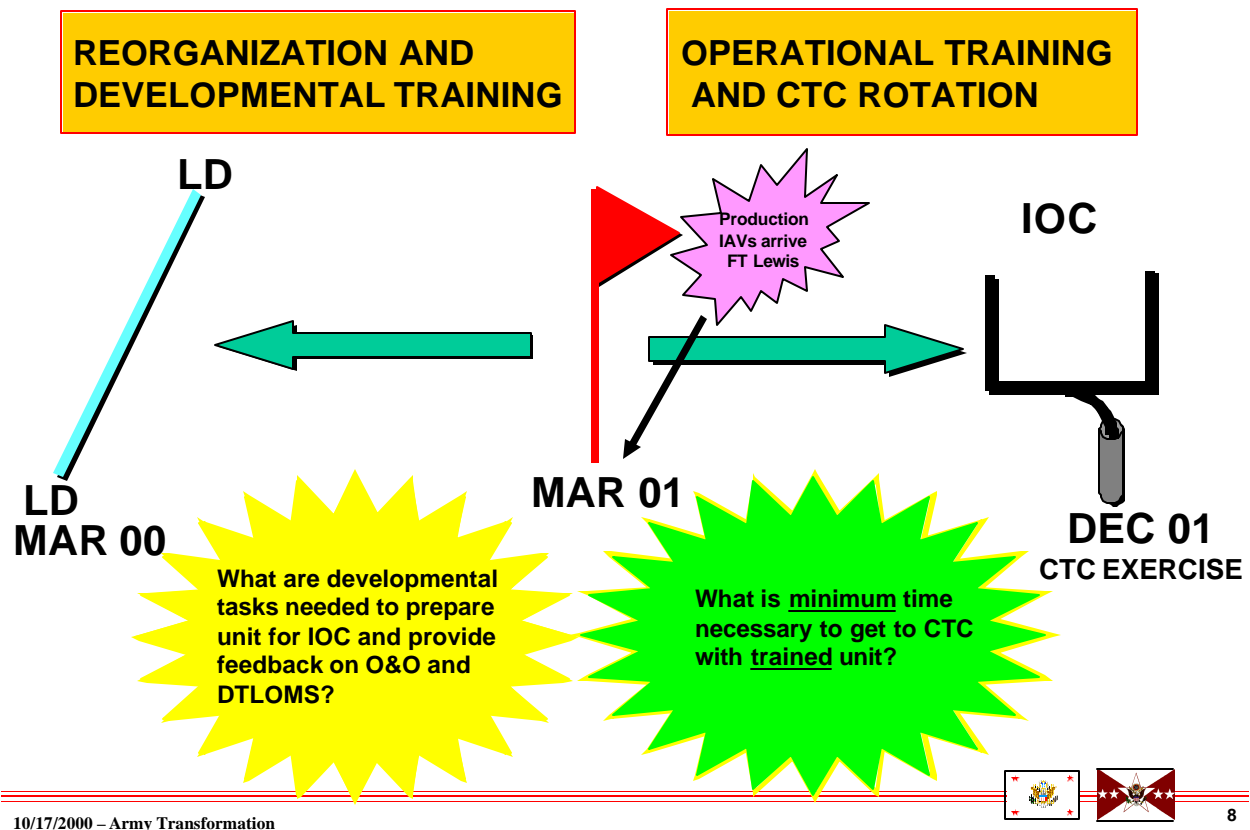 REORGANIZATION AND
DEVELOPMENTAL TRAINING
OPERATIONAL TRAINING
AND CTC ROTATION
LD
Production
IAVs arrive
FT Lewis
IOC
LD
MAR 00
MAR 01
DEC 01
CTC EXERCISE
What are developmental
tasks needed to prepare
unit for IOC and provide
feedback on O&O and
DTLOMS?
What is minimum time
necessary to get to CTC
with trained unit?
10/17/2000 – Army Transformation
8